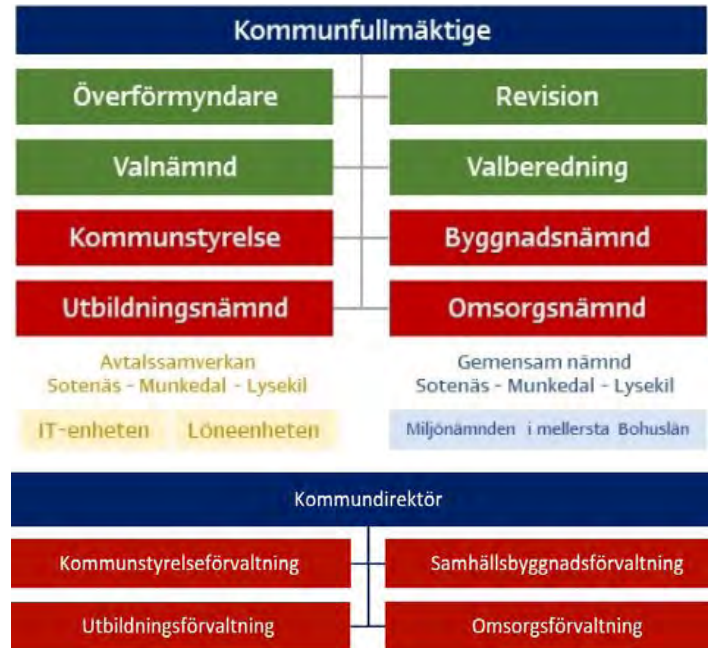 Kommunfullmäktige
Överförmyndare
Revision
Valnämnd
Valberedning
Kommunstyrelse
Byggnadsnämnd
Utbildningsnämnd
Omsorgsnämnd
Avtalssamverkan
Sotenäs - Munkedal - Lysekil
IT-enheten Löneenheten
Gemensam nämnd
Sotenäs - Munkedal - Lysekil
Miljönämnden i mellersta Bohuslän
Kommundirektör
Kommunstyrelseförvaltning
Samhällsbyggnadsförvaltning
Utbildningsförvaltning
Omsorgsförvaltning